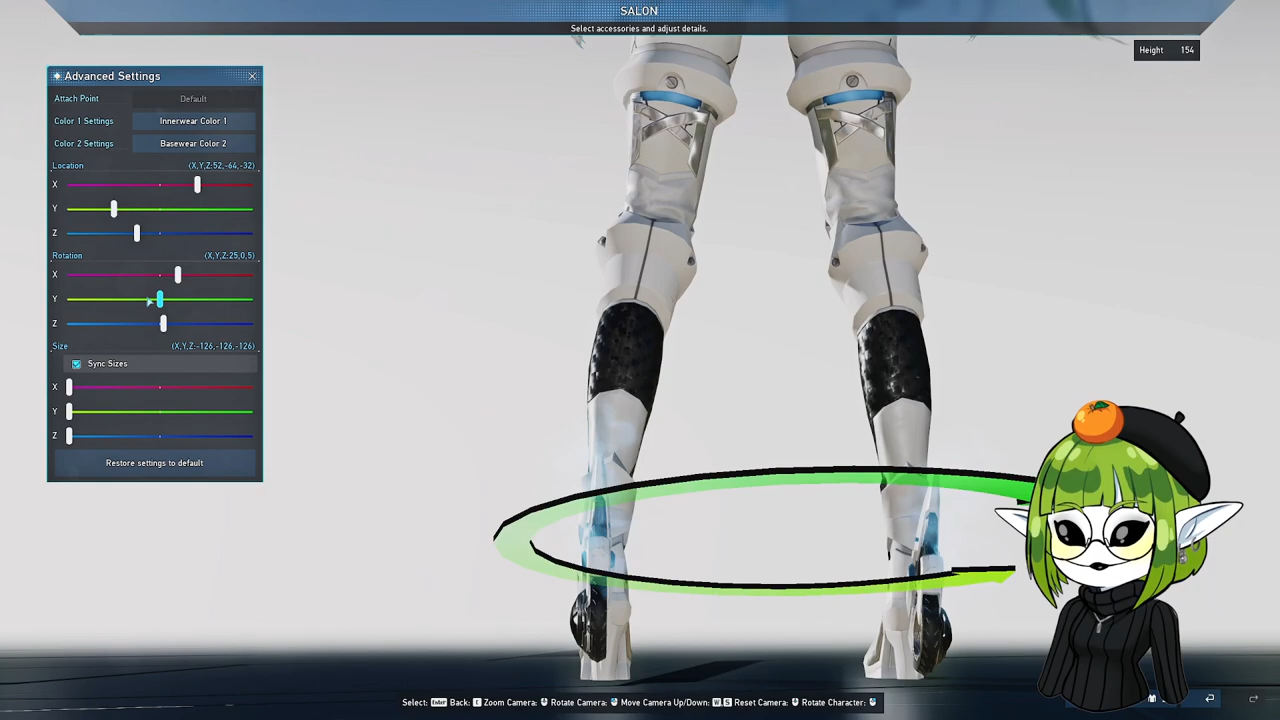 SALON
Select accessories and adjust details.
Height 154
Advanced Settings
Attach Point Default
Color 1 Settings Innerwear Color 1
Color 2 Settings Basewear Color 2
Location (X,Y,Z:52,-64,-32)
X
Y
Z
Rotation (X,Y,Z:25,0,5)
X
Y
Z
Size (X,Y,Z:-126,-126,-126)
Sync Sizes
X
Y
Z
Restore settings to default
Select: Enter Back: E Zoom Camera: Rotate Camera: Move Camera Up/Down: W,S Reset Camera: Rotate Character: